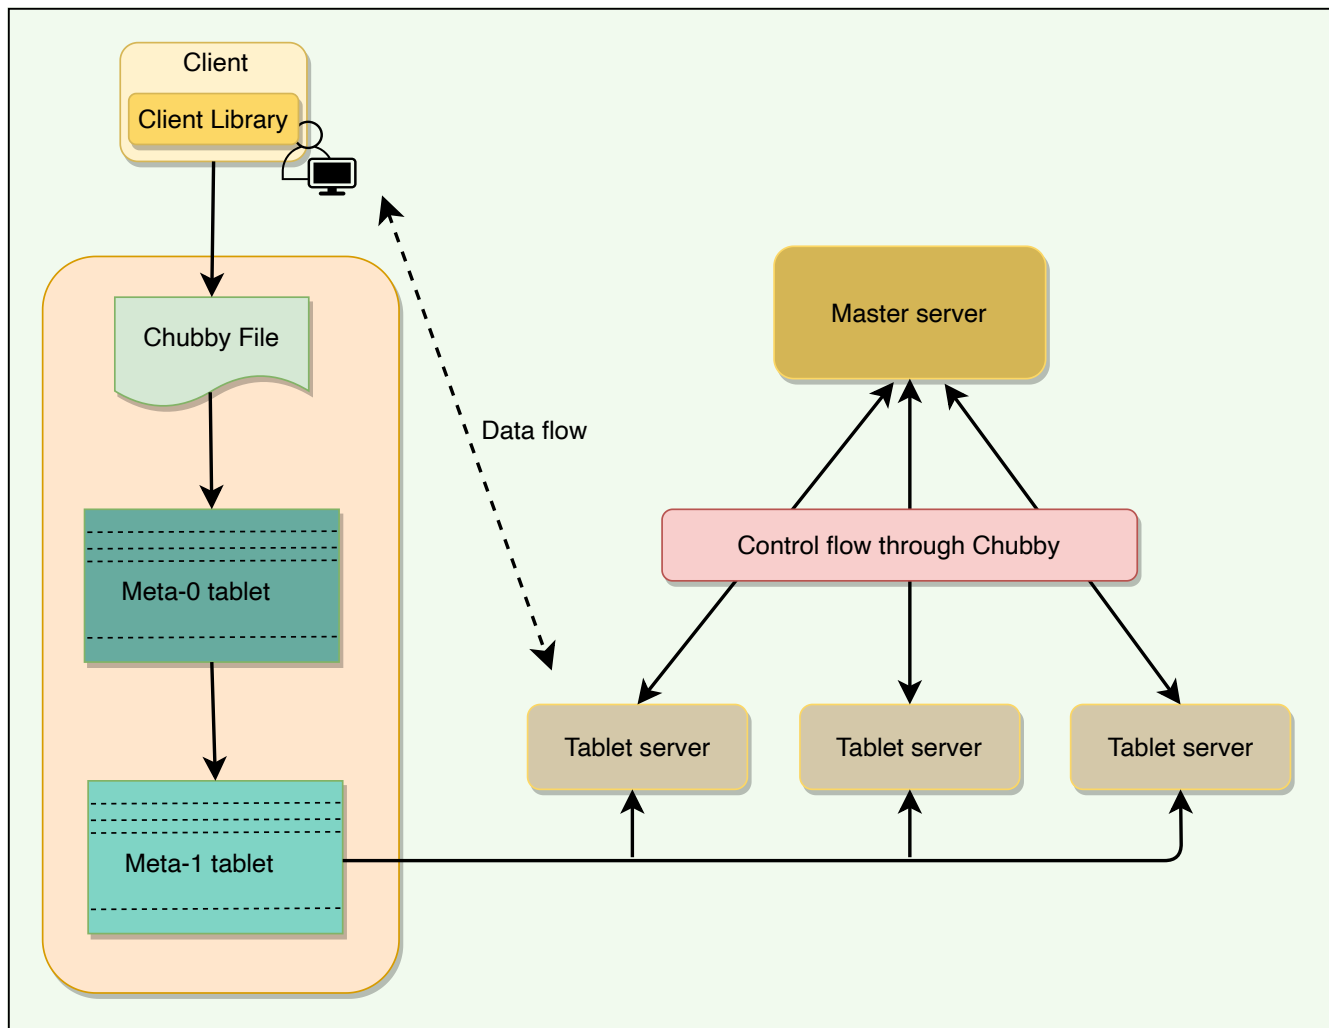 Client
Client Library
Chubby File
Master server
Data flow
Control flow through Chubby
Meta-0 tablet
Tablet server
Tablet server
Tablet server
Meta-1 tablet